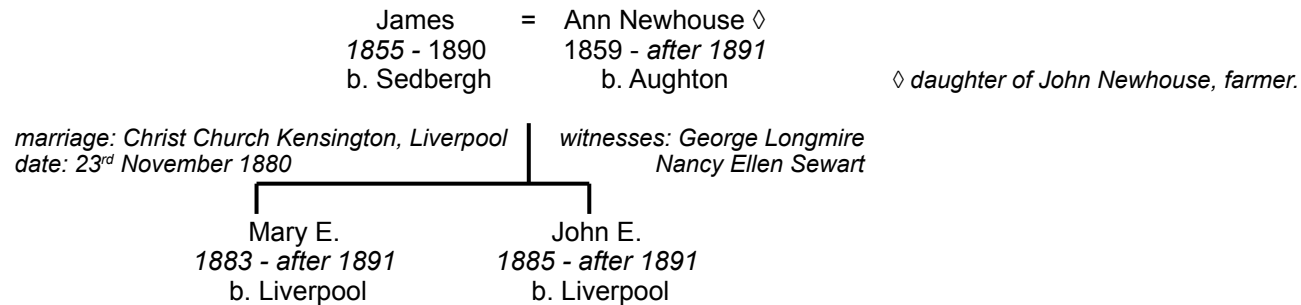 James = Ann Newhouse ◊
1855 - 1890 1859 - after 1891
b. Sedbergh b. Aughton ◊ daughter of John Newhouse, farmer.
marriage: Christ Church Kensington, Liverpool witnesses: George Longmire
date: 23rd November 1880 Nancy Ellen Sewart
Mary E. John E.
1883 - after 1891 1885 - after 1891
b. Liverpool b. Liverpool